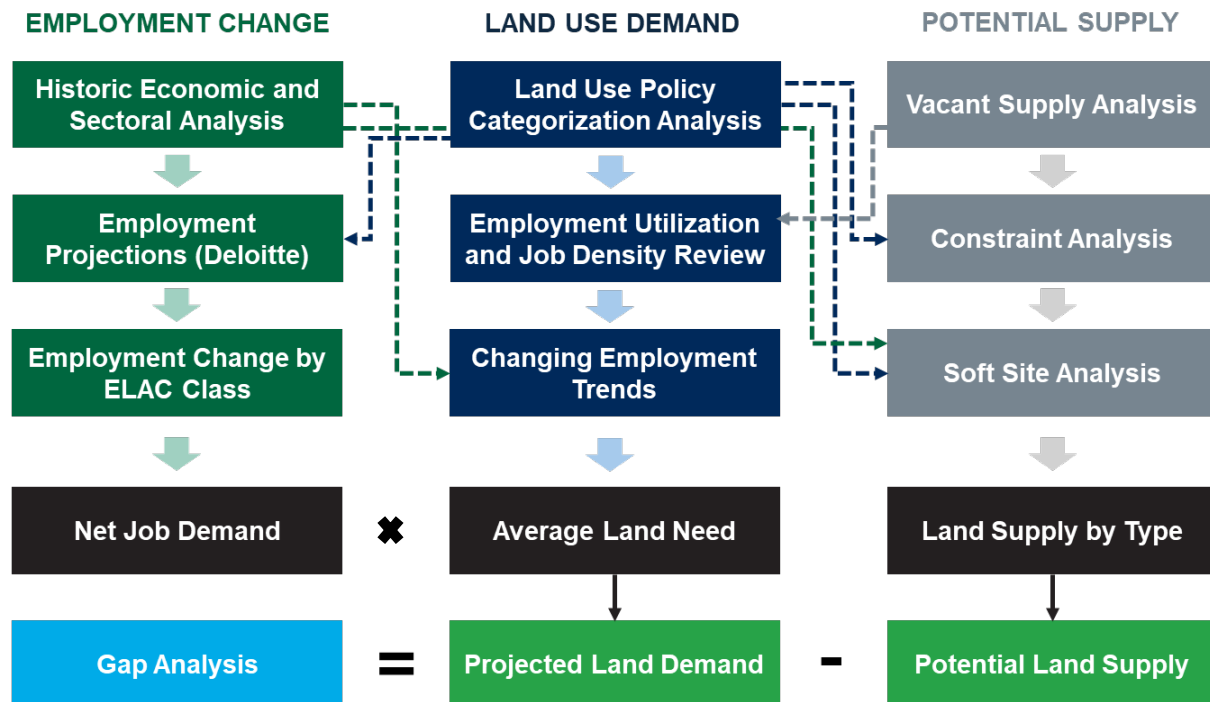 EMPLOYMENT CHANGE
LAND USE DEMAND
POTENTIAL SUPPLY
Historic Economic and
Sectoral Analysis
Land Use Policy
Categorization Analysis
Vacant Supply Analysis
Employment
Projections (Deloitte)
Employment Utilization
and Job Density Review
Constraint Analysis
Employment Change by
ELAC Class
Changing Employment
Trends
Soft Site Analysis
Net Job Demand
✖
Average Land Need
Land Supply by Type
Gap Analysis
=
Projected Land Demand
-
Potential Land Supply